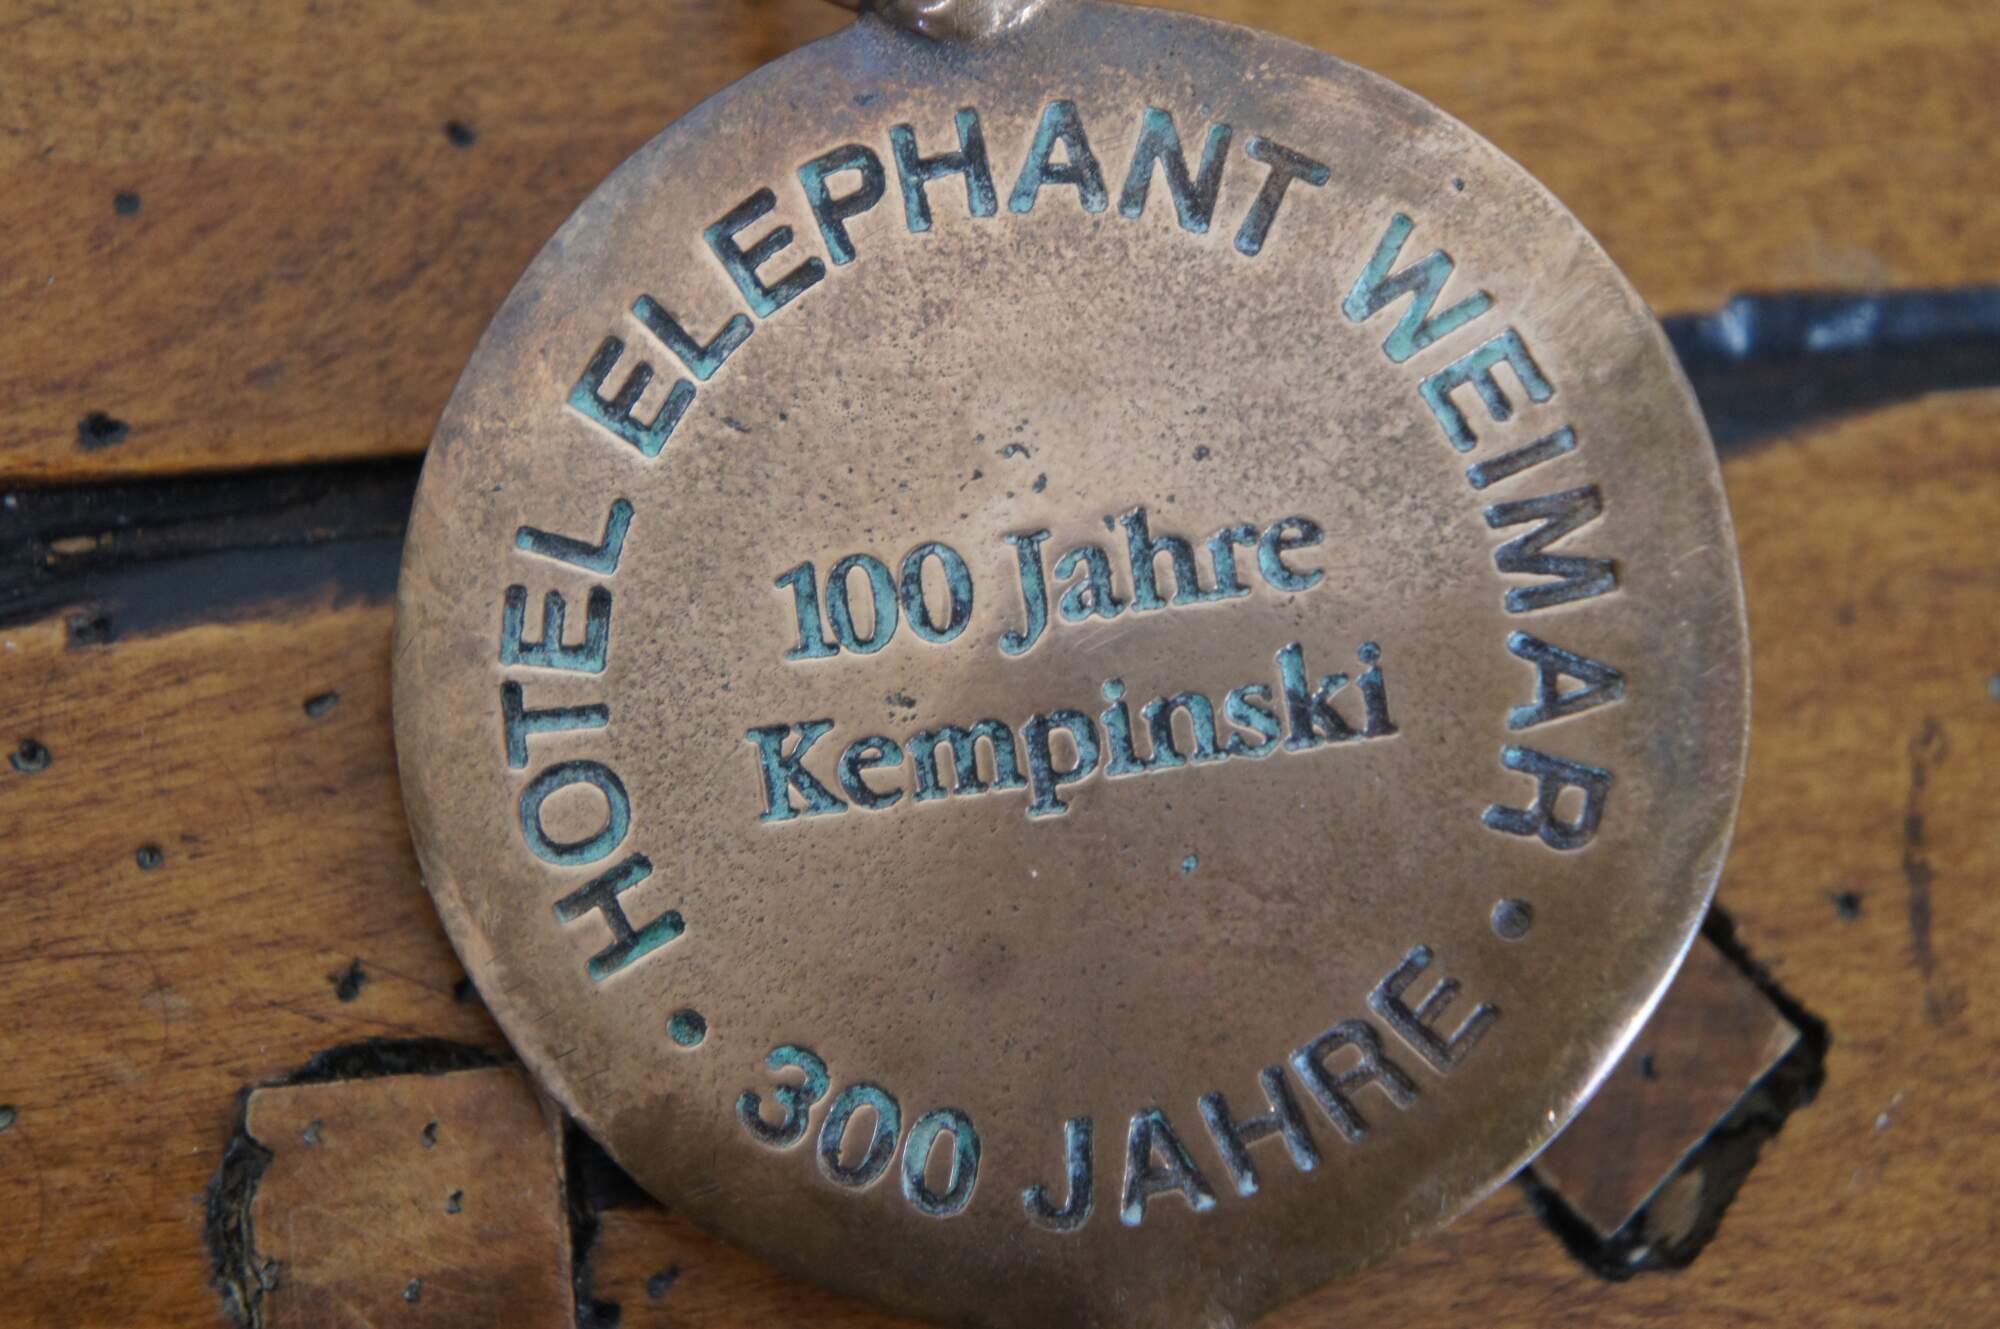 HOTEL ELEPHANT WEIMAR
100 Jahre
Kempinski
· 300 JAHRE ·